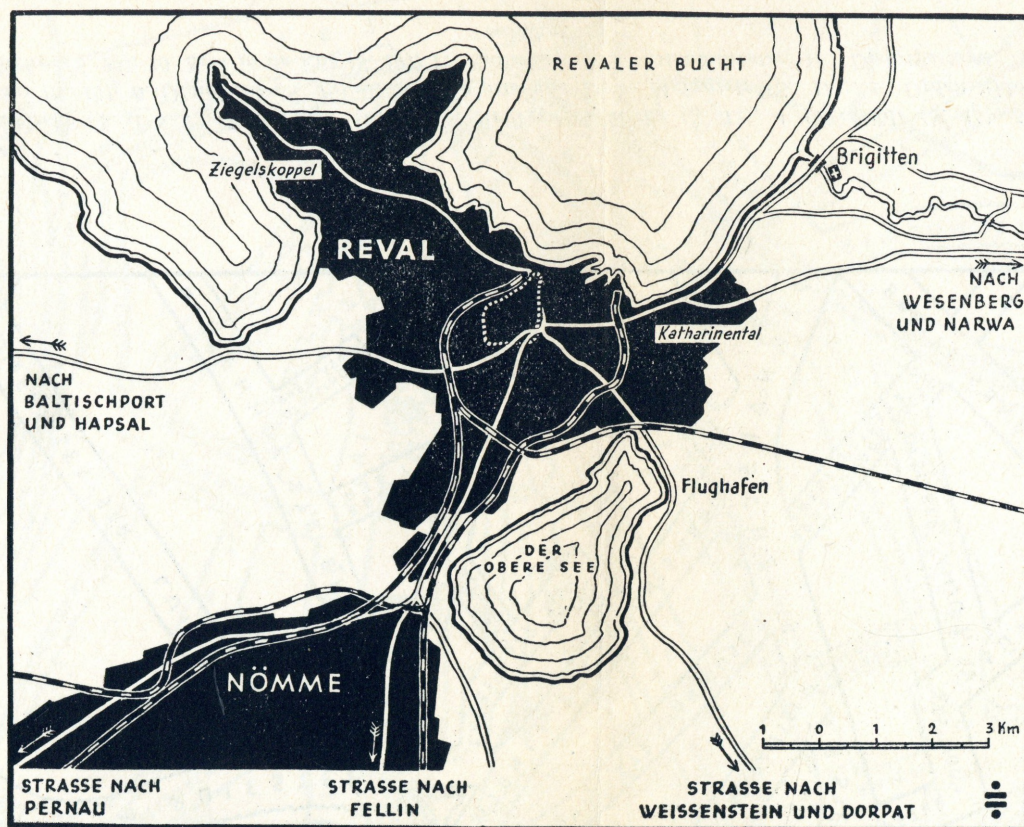 REVALER BUCHT
Ziegelskoppel
Brigitten
REVAL
NACH
WESENBERG
UND NARWA
Katharinental
NACH
BALTISCHPORT
UND HAPSAL
Flughafen
DER
OBERE SEE
NÖMME
1 0 1 2 3 Km
STRASSE NACH
PERNAU
STRASSE NACH
FELLIN
STRASSE NACH
WEISSENSTEIN UND DORPAT